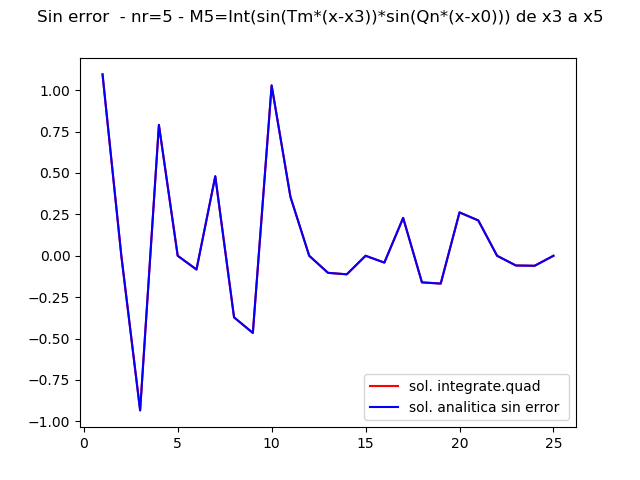 Sin error  - nr=5 - M5=Int(sin(Tm*(x-x3))*sin(Qn*(x-x0))) de x3 a x5
1.00
0.75
0.50
0.25
0.00
−0.25
−0.50
−0.75
−1.00
0 5 10 15 20 25
sol. integrate.quad
sol. analitica sin error